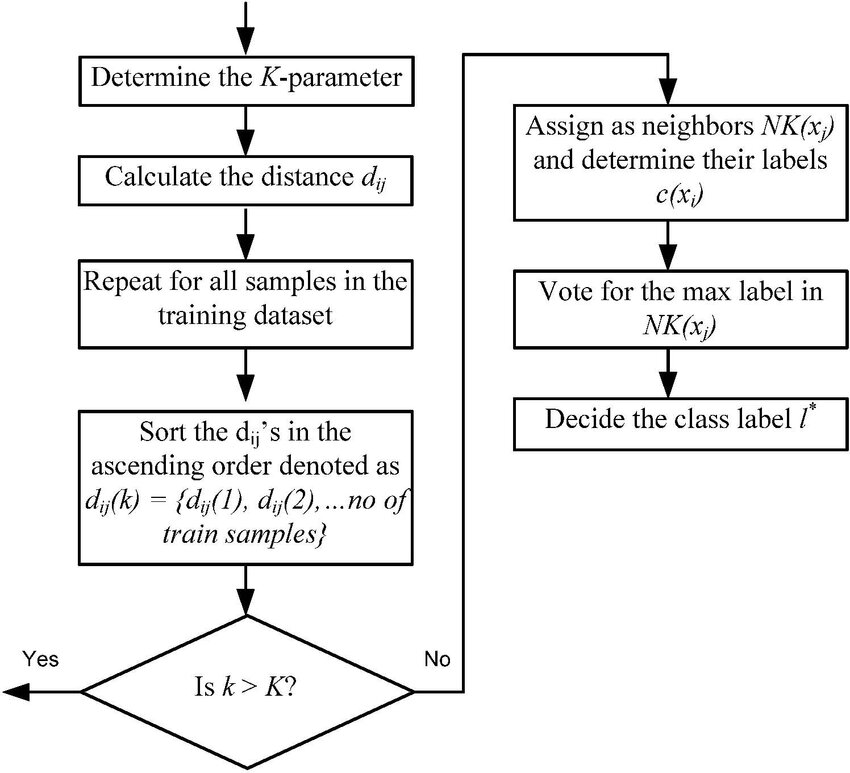 Determine the K-parameter
Calculate the distance dij
Repeat for all samples in the
training dataset
Sort the dij’s in the
ascending order denoted as
dij(k) = {dij(1), dij(2),...no of
train samples}
Is k > K?
Yes
No
Assign as neighbors NK(xj)
and determine their labels
c(xi)
Vote for the max label in
NK(xj)
Decide the class label l*